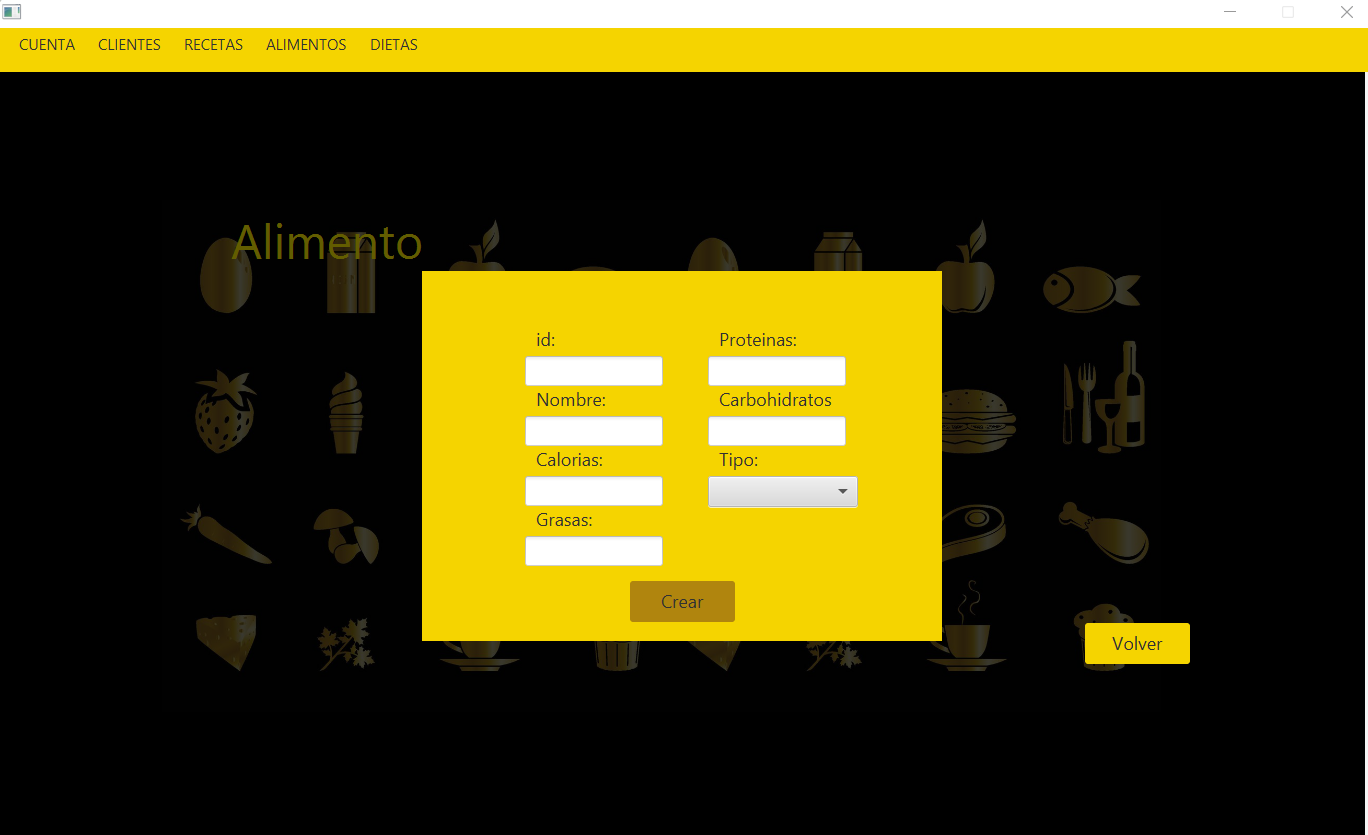 CUENTA CLIENTES RECETAS ALIMENTOS DIETAS
Alimento
id:
Nombre:
Calorias:
Grasas:
Proteinas:
Carbohidratos
Tipo:
Crear
Volver